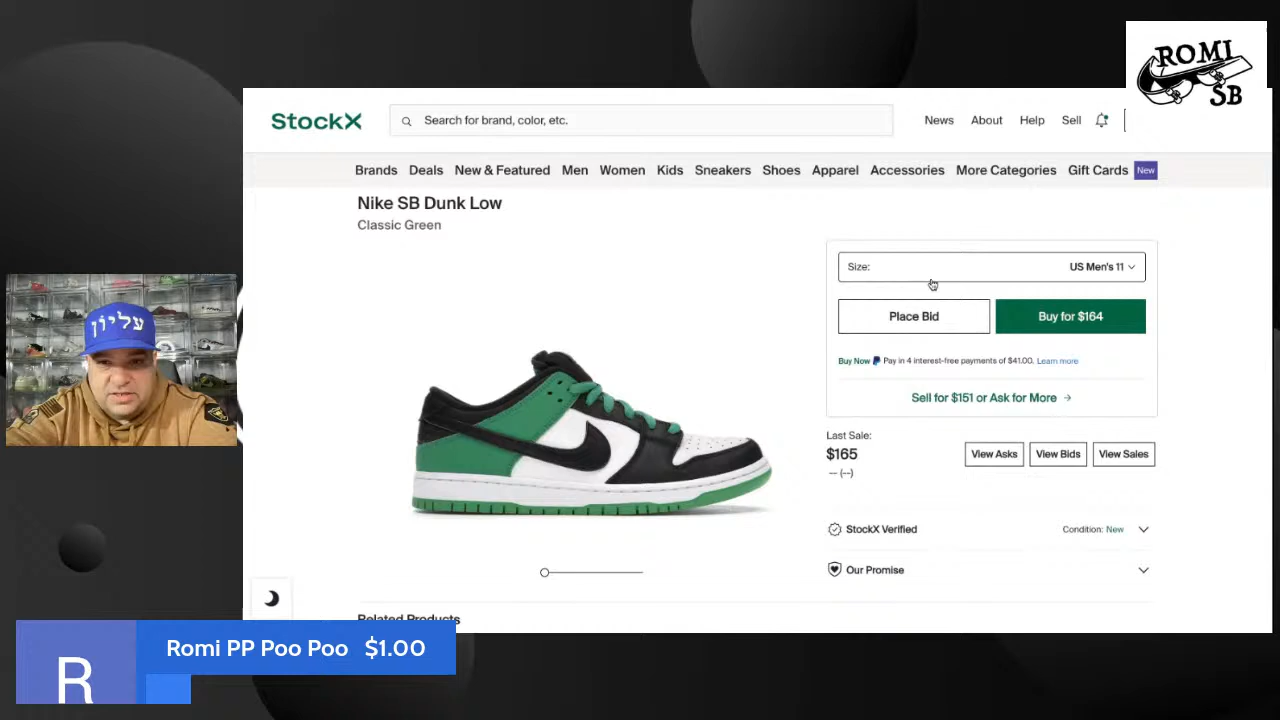 ROMI
SB
StockX
Search for brand, color, etc.
News About Help Sell
Brands Deals New & Featured Men Women Kids Sneakers Shoes Apparel Accessories More Categories Gift Cards New
Nike SB Dunk Low
Classic Green
Size: US Men's 11
Place Bid Buy for $164
Buy Now Pay in 4 interest-free payments of $41.00. Learn more
Sell for $151 or Ask for More →
Last Sale:
$165
-- (--)
View Asks View Bids View Sales
StockX Verified Condition: New
Our Promise
Related Products
עליון
Romi PP Poo Poo $1.00
R